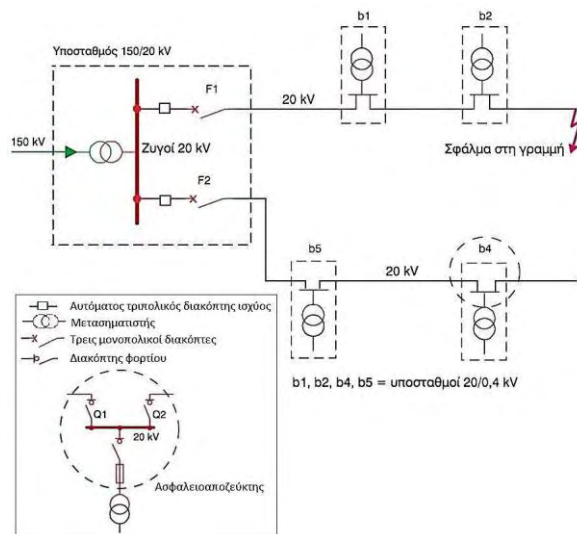 b1
b2
Υποσταθμός 150/20 kV
F1
20 kV
150 kV
Ζυγοί 20 kV
Σφάλμα στη γραμμή
F2
b5
b4
20 kV
Αυτόματος τριπολικός διακόπτης ισχύος
Μετασηματιστής
Τρεις μονοπολικοί διακόπτες
Διακόπτης φορτίου
b1, b2, b4, b5 = υποσταθμοί 20/0,4 kV
Q1
Q2
20 kV
Ασφαλειοαποζεύκτης